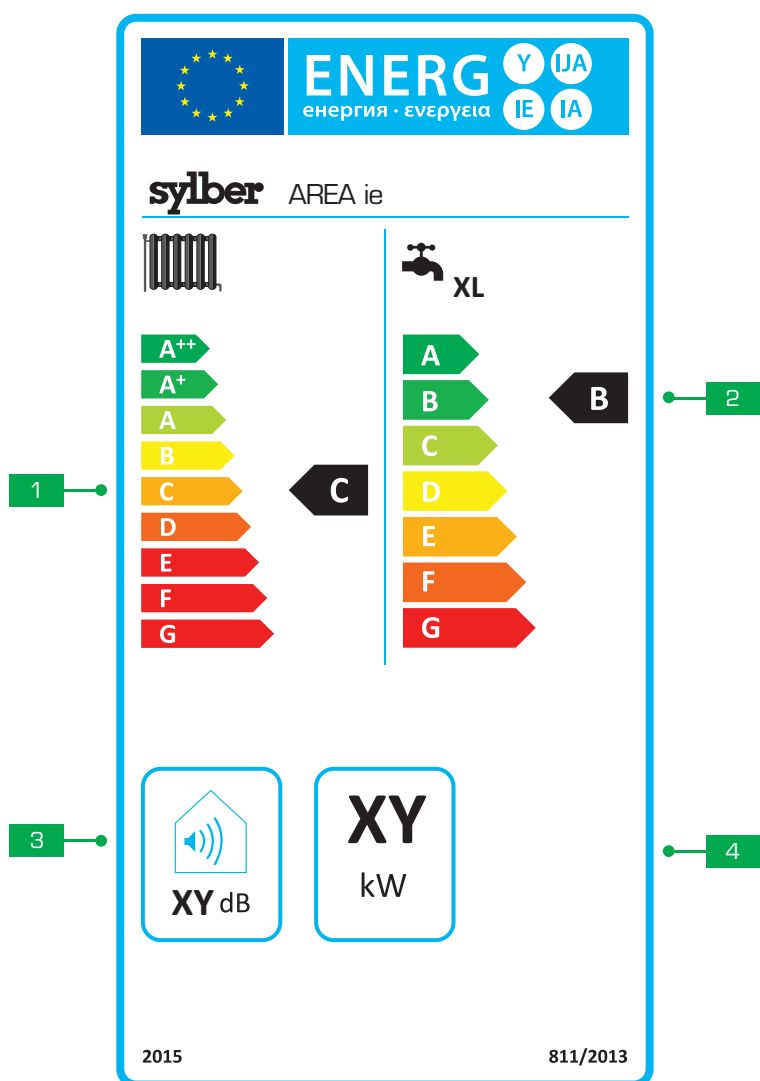 ENERG Y IJA
енергия · ενεργεια IE IA
sylber AREA ie
XL
A++
A+
A
B
C
D
E
F
G
C
A
B
C
D
E
F
G
B
1
2
3
4
XY dB
XY
kW
2015 811/2013